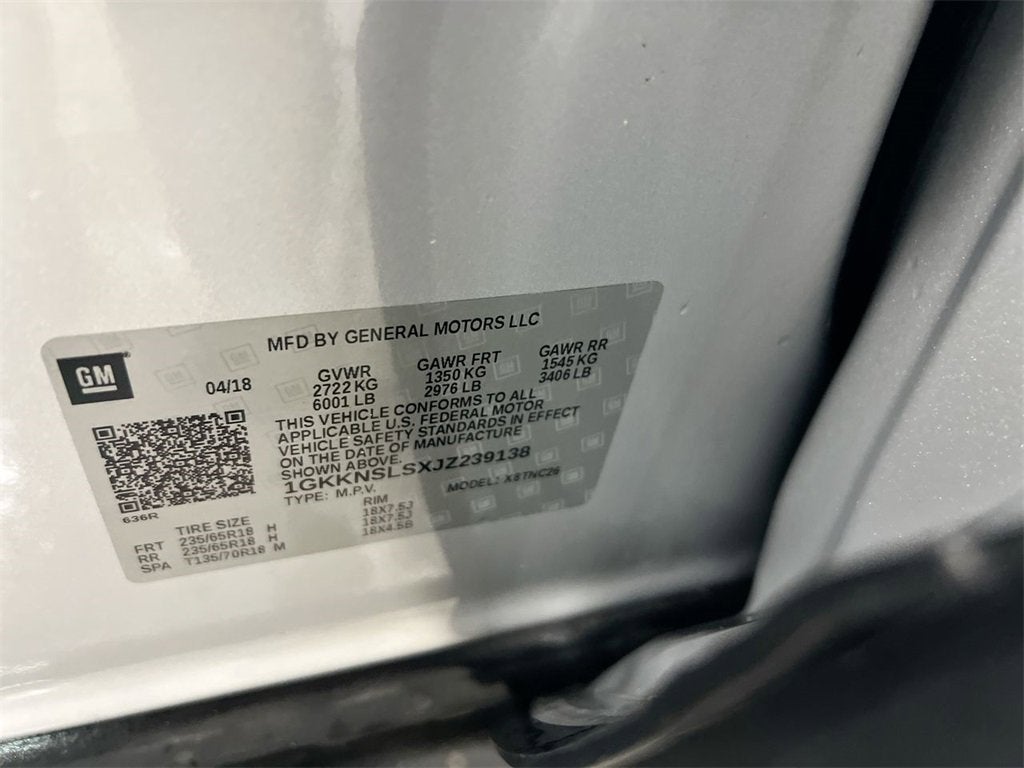 MFD BY GENERAL MOTORS LLC
GM
04/18
GVWR GAWR FRT GAWR RR
2722 KG 1350 KG 1545 KG
6001 LB 2976 LB 3406 LB
THIS VEHICLE CONFORMS TO ALL
APPLICABLE U.S. FEDERAL MOTOR
VEHICLE SAFETY STANDARDS IN EFFECT
ON THE DATE OF MANUFACTURE
SHOWN ABOVE.
1GKKNSLSXJZ239138
TYPE: M.P.V. MODEL: X8TNC26
636R
TIRE SIZE RIM
FRT 235/65R18 H 18X7.5J
RR 235/65R18 H 18X7.5J
SPA T135/70R18 M 18X4.5B